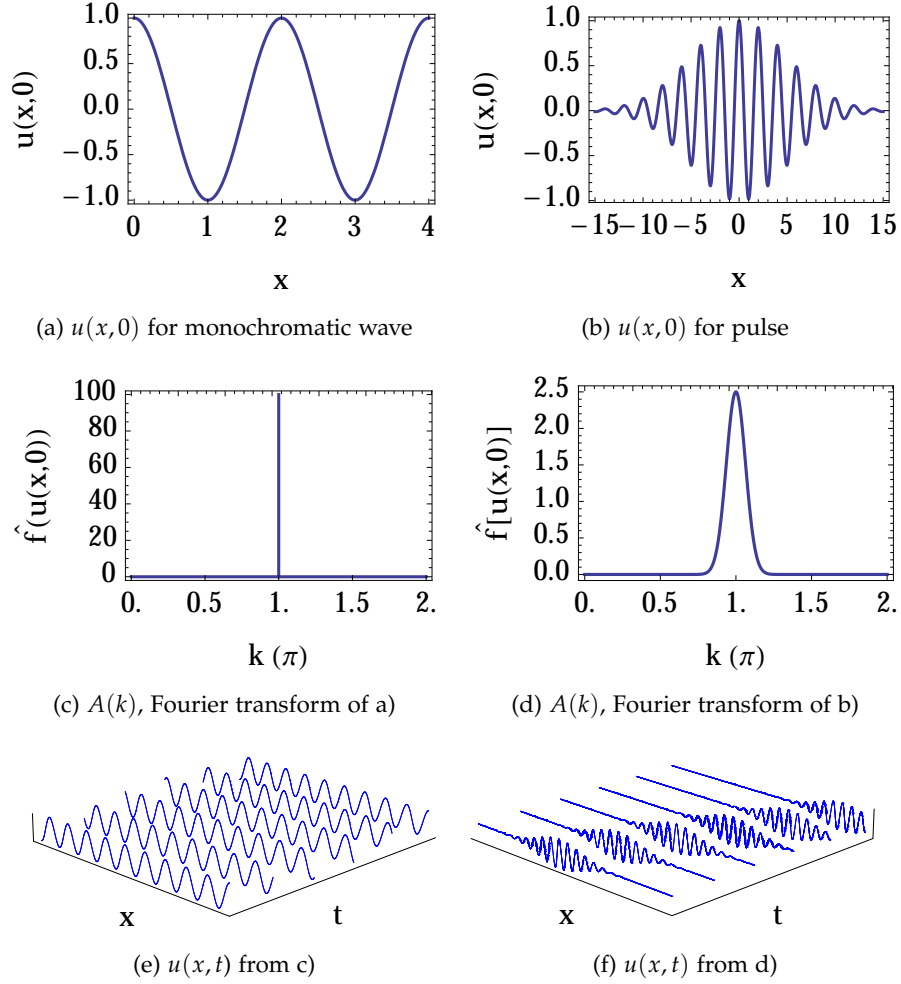 1.0
0.5
0.0
−0.5
−1.0
u(x,0)
0 1 2 3 4
x
(a) u(x, 0) for monochromatic wave
1.0
0.5
0.0
−0.5
−1.0
u(x,0)
−15−10−5 0 5 10 15
x
(b) u(x, 0) for pulse
100
80
60
40
20
0
f̂(u(x,0))
0. 0.5 1. 1.5 2.
k (π)
(c) A(k), Fourier transform of a)
2.5
2.0
1.5
1.0
0.5
0.0
f̂[u(x,0)]
0. 0.5 1. 1.5 2.
k (π)
(d) A(k), Fourier transform of b)
x t
(e) u(x, t) from c)
x t
(f) u(x, t) from d)